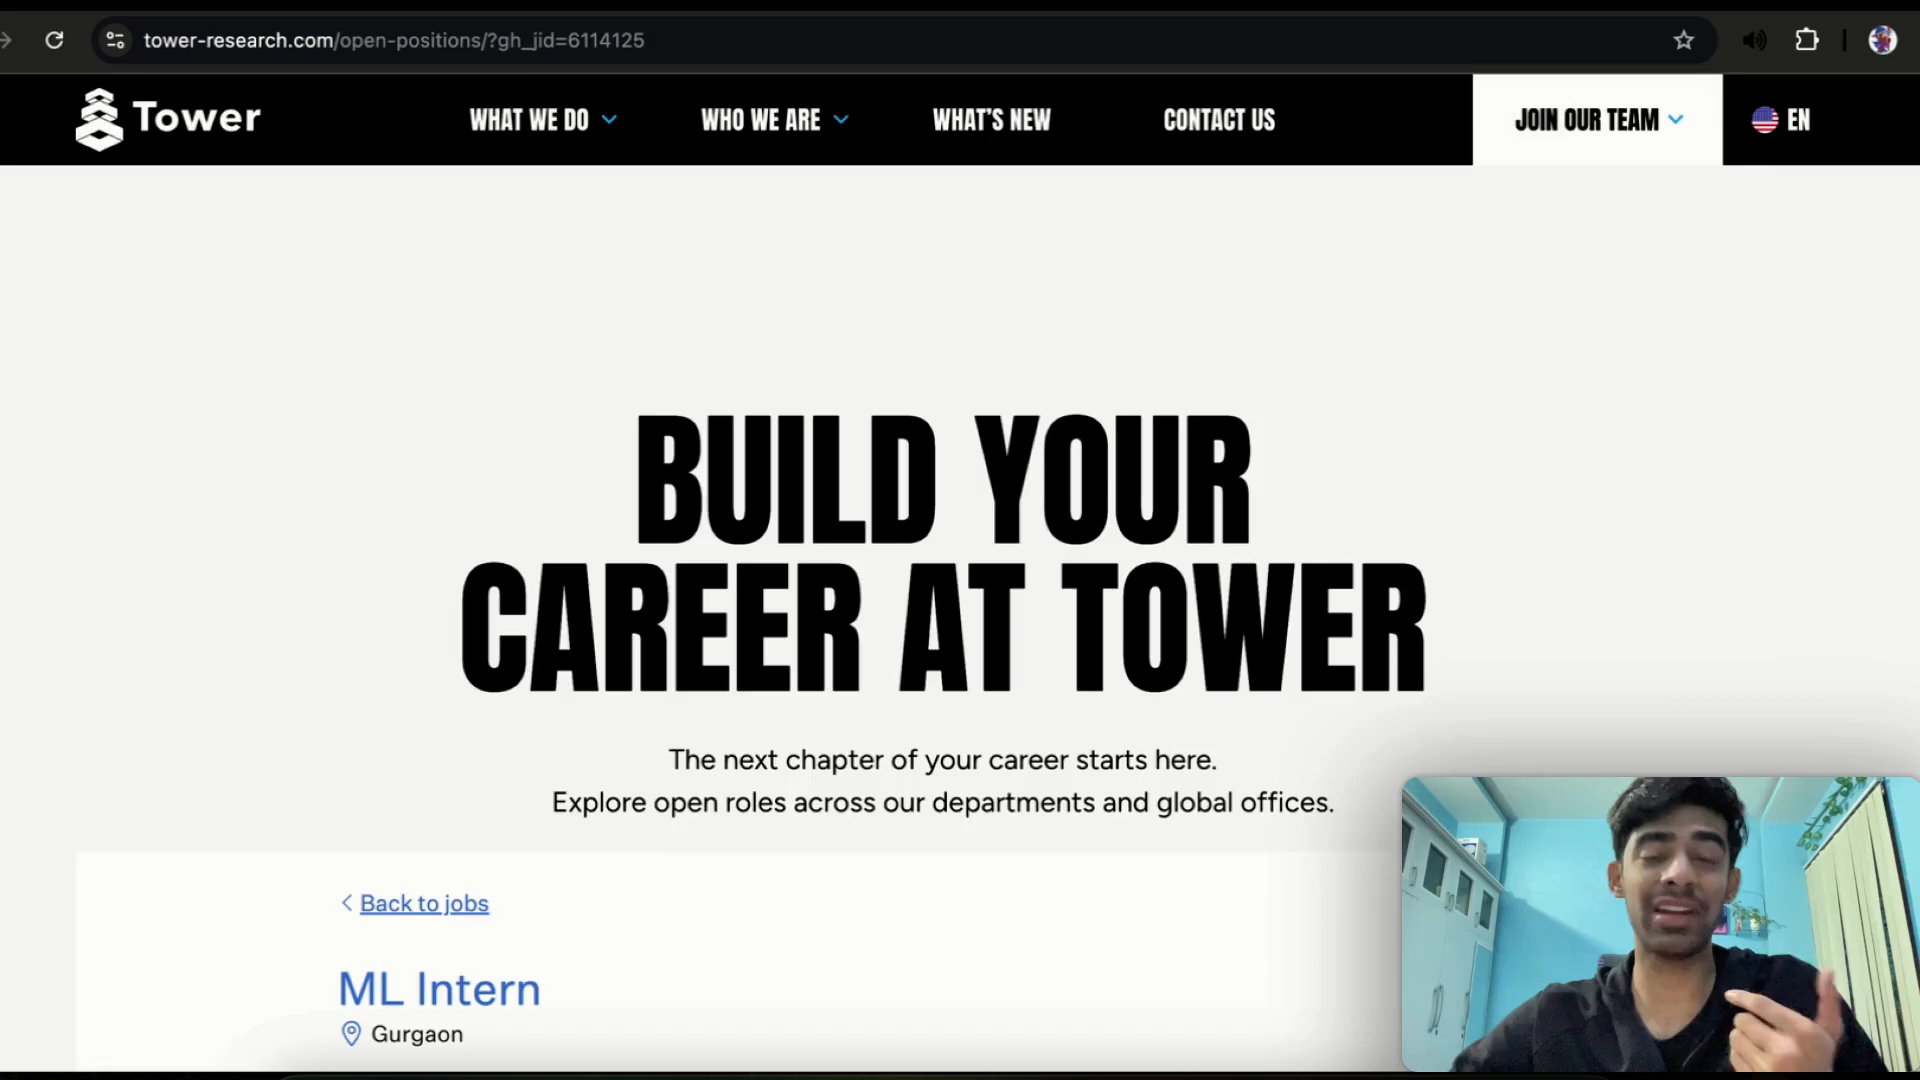 tower-research.com/open-positions/?gh_jid=6114125
Tower
WHAT WE DO
WHO WE ARE
WHAT'S NEW
CONTACT US
JOIN OUR TEAM
EN
BUILD YOUR
CAREER AT TOWER
The next chapter of your career starts here.
Explore open roles across our departments and global offices.
Back to jobs
ML Intern
Gurgaon